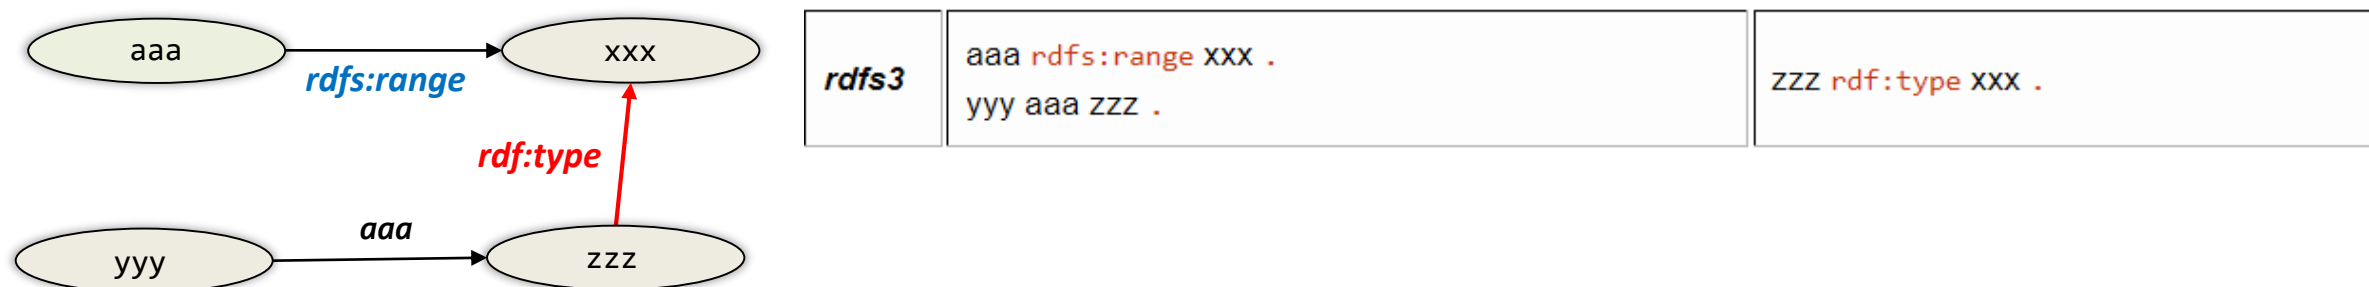 aaa
rdfs:range
xxx
rdf:type
yyy
aaa
zzz
rdfs3
aaa rdfs:range xxx .
yyy aaa zzz .
zzz rdf:type xxx .